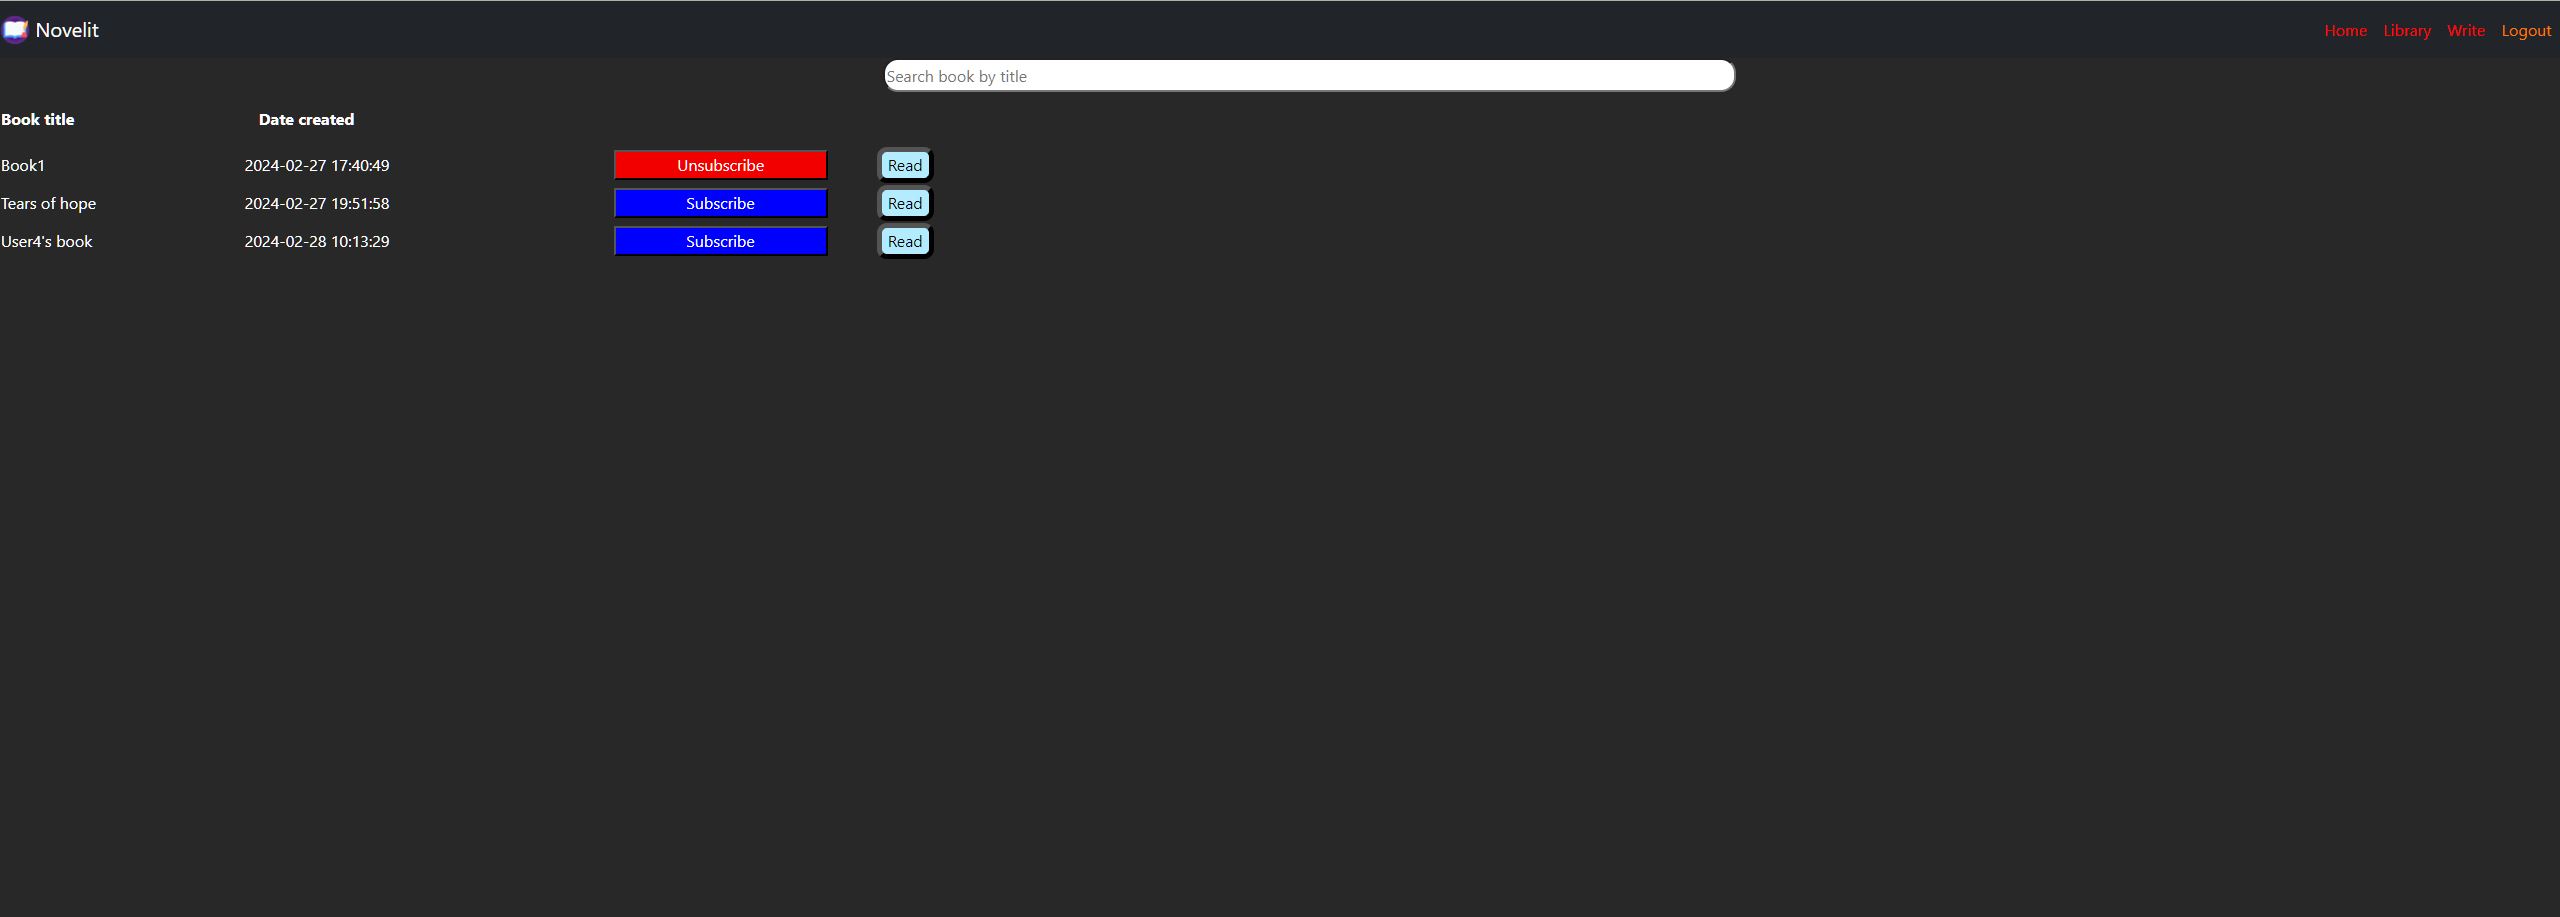 Novelit Home Library Write Logout
Search book by title
Book title Date created
Book1 2024-02-27 17:40:49 Unsubscribe Read
Tears of hope 2024-02-27 19:51:58 Subscribe Read
User4's book 2024-02-28 10:13:29 Subscribe Read